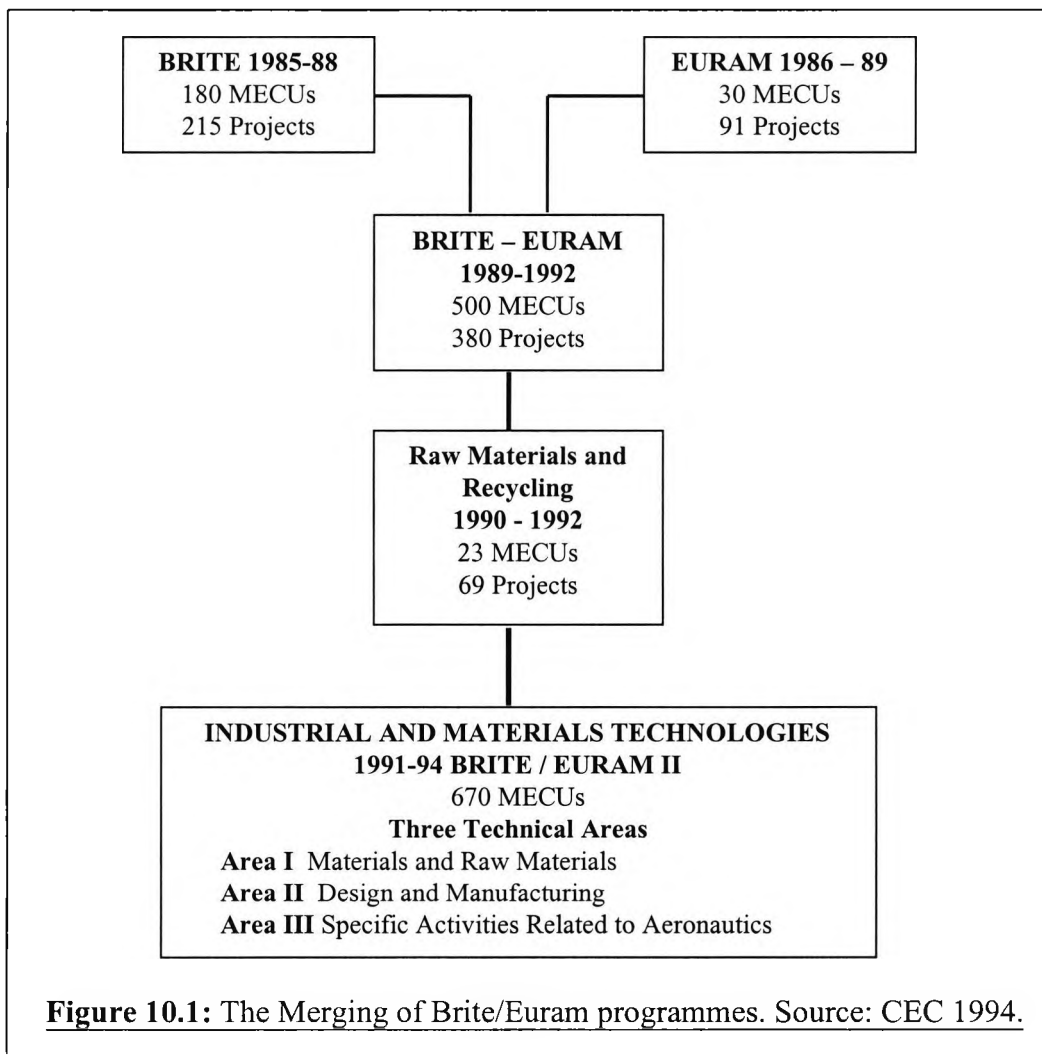 BRITE 1985-88
180 MECUs
215 Projects
EURAM 1986 – 89
30 MECUs
91 Projects
BRITE – EURAM
1989-1992
500 MECUs
380 Projects
Raw Materials and
Recycling
1990 - 1992
23 MECUs
69 Projects
INDUSTRIAL AND MATERIALS TECHNOLOGIES
1991-94 BRITE / EURAM II
670 MECUs
Three Technical Areas
Area I Materials and Raw Materials
Area II Design and Manufacturing
Area III Specific Activities Related to Aeronautics
Figure 10.1: The Merging of Brite/Euram programmes. Source: CEC 1994.